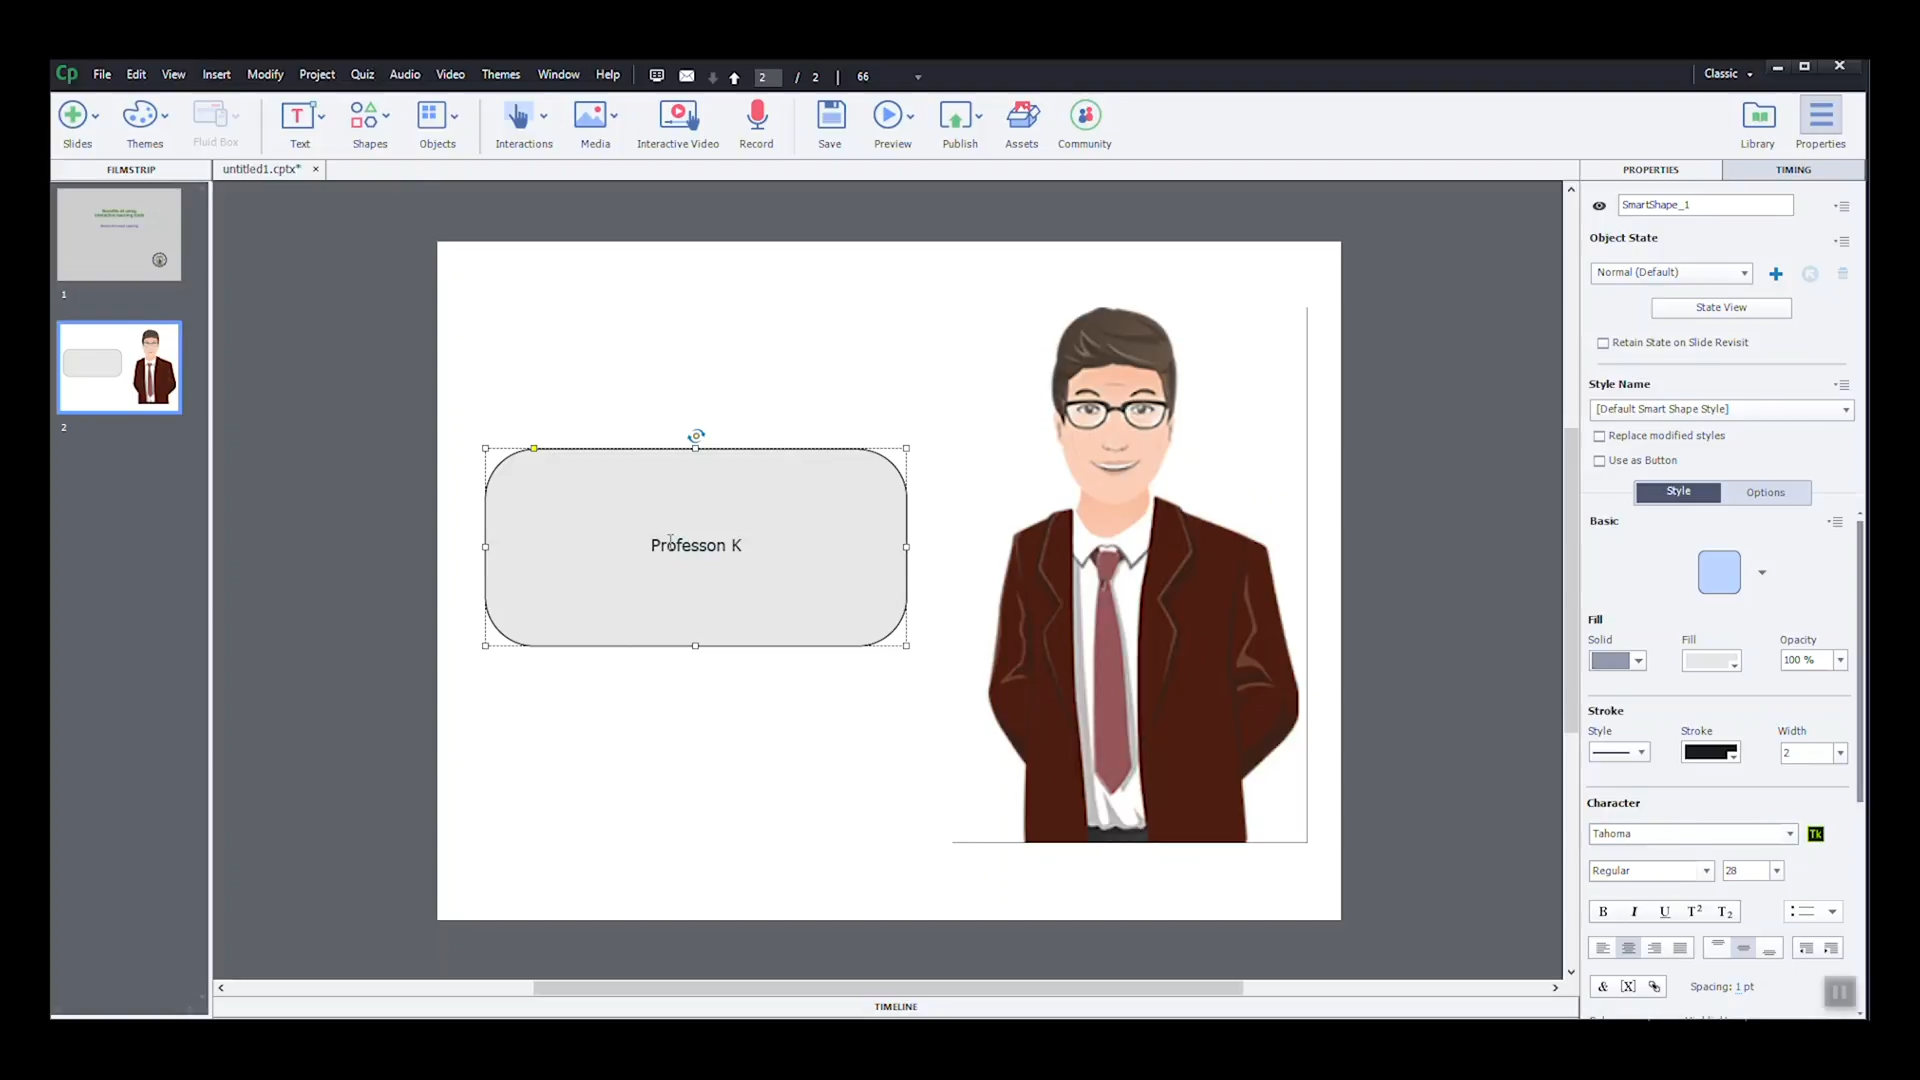 Cp File Edit View Insert Modify Project Quiz Audio Video Themes Window Help 2 / 2 66 Classic
Slides Themes Fluid Box Text Shapes Objects Interactions Media Interactive Video Record Save Preview Publish Assets Community Library Properties
FILMSTRIP untitled1.cptx* × PROPERTIES TIMING
SmartShape_1
Object State
Normal (Default)
State View
Retain State on Slide Revisit
Style Name
[Default Smart Shape Style]
Replace modified styles
Use as Button
Style Options
Basic
Fill
Solid Fill Opacity
100 %
Stroke
Style Stroke Width
2
Character
Tahoma Tk
Regular 28
B I U T2 T2
& [X] Spacing: 1 pt
1
2
Professon K
TIMELINE